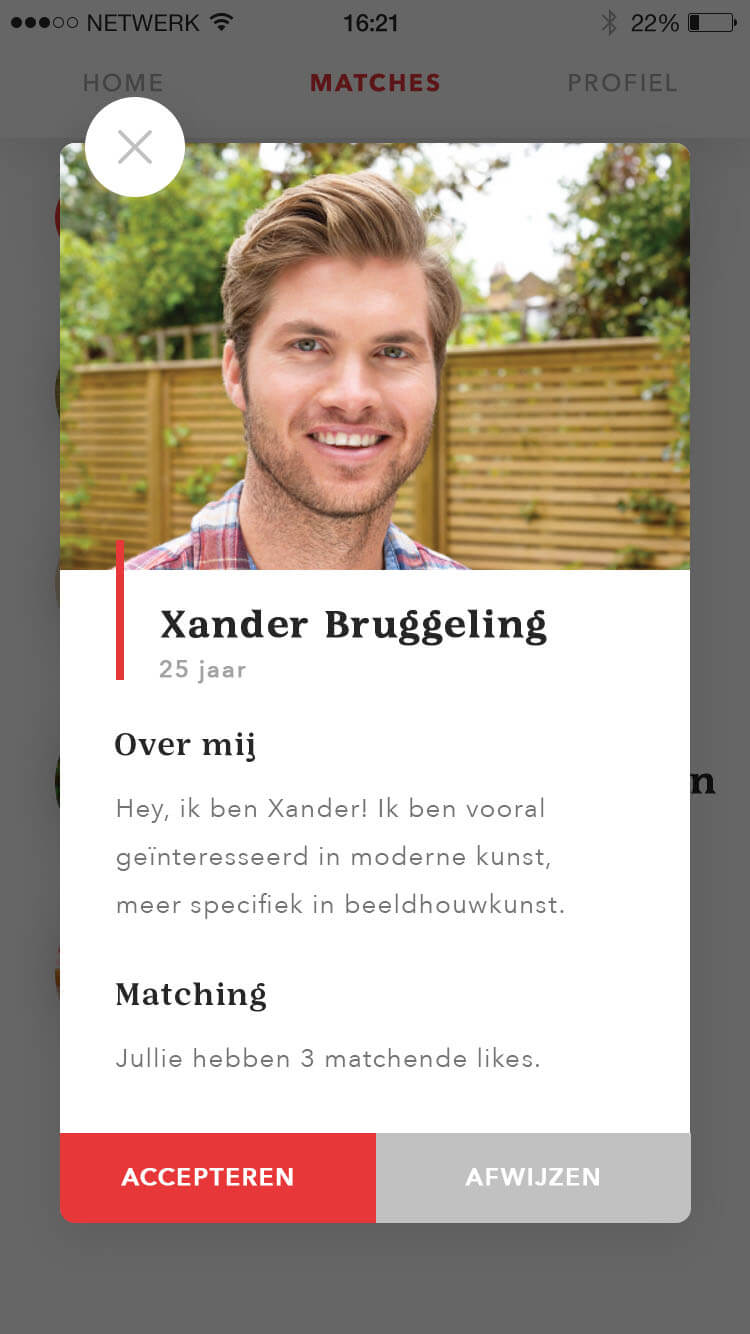 NETWERK 16:21 22%
HOME MATCHES PROFIEL
Xander Bruggeling
25 jaar
Over mij
Hey, ik ben Xander! Ik ben vooral
geïnteresseerd in moderne kunst,
meer specifiek in beeldhouwkunst.
n
Matching
Jullie hebben 3 matchende likes.
ACCEPTEREN AFWIJZEN